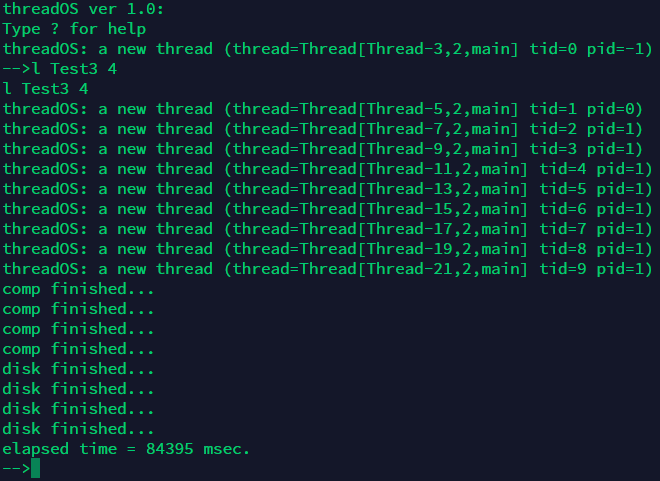 threadOS ver 1.0:
Type ? for help
threadOS: a new thread (thread=Thread[Thread-3,2,main] tid=0 pid=-1)
-->l Test3 4
l Test3 4
threadOS: a new thread (thread=Thread[Thread-5,2,main] tid=1 pid=0)
threadOS: a new thread (thread=Thread[Thread-7,2,main] tid=2 pid=1)
threadOS: a new thread (thread=Thread[Thread-9,2,main] tid=3 pid=1)
threadOS: a new thread (thread=Thread[Thread-11,2,main] tid=4 pid=1)
threadOS: a new thread (thread=Thread[Thread-13,2,main] tid=5 pid=1)
threadOS: a new thread (thread=Thread[Thread-15,2,main] tid=6 pid=1)
threadOS: a new thread (thread=Thread[Thread-17,2,main] tid=7 pid=1)
threadOS: a new thread (thread=Thread[Thread-19,2,main] tid=8 pid=1)
threadOS: a new thread (thread=Thread[Thread-21,2,main] tid=9 pid=1)
comp finished...
comp finished...
comp finished...
comp finished...
disk finished...
disk finished...
disk finished...
disk finished...
elapsed time = 84395 msec.
-->